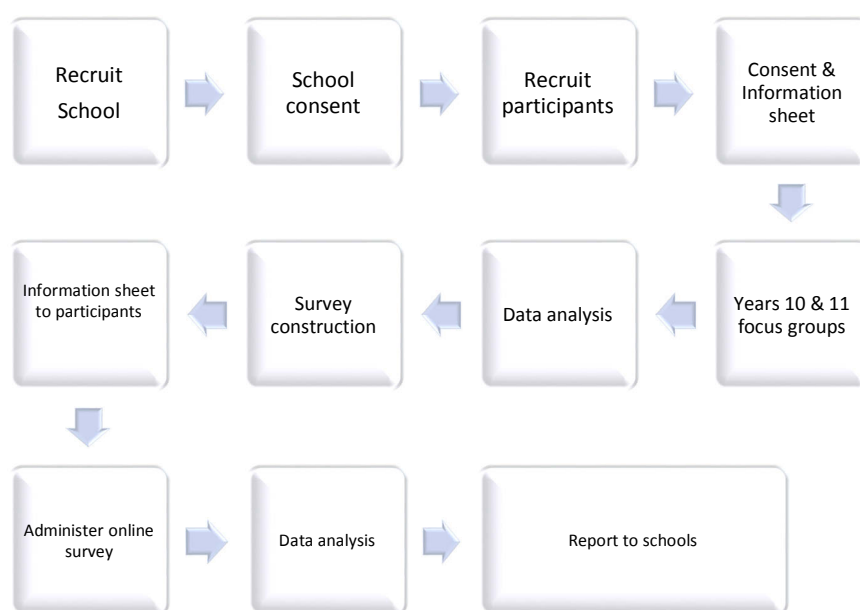 Recruit
School
School
consent
Recruit
participants
Consent &
Information
sheet
Years 10 & 11
focus groups
Data analysis
Survey
construction
Information sheet
to participants
Administer online
survey
Data analysis
Report to schools